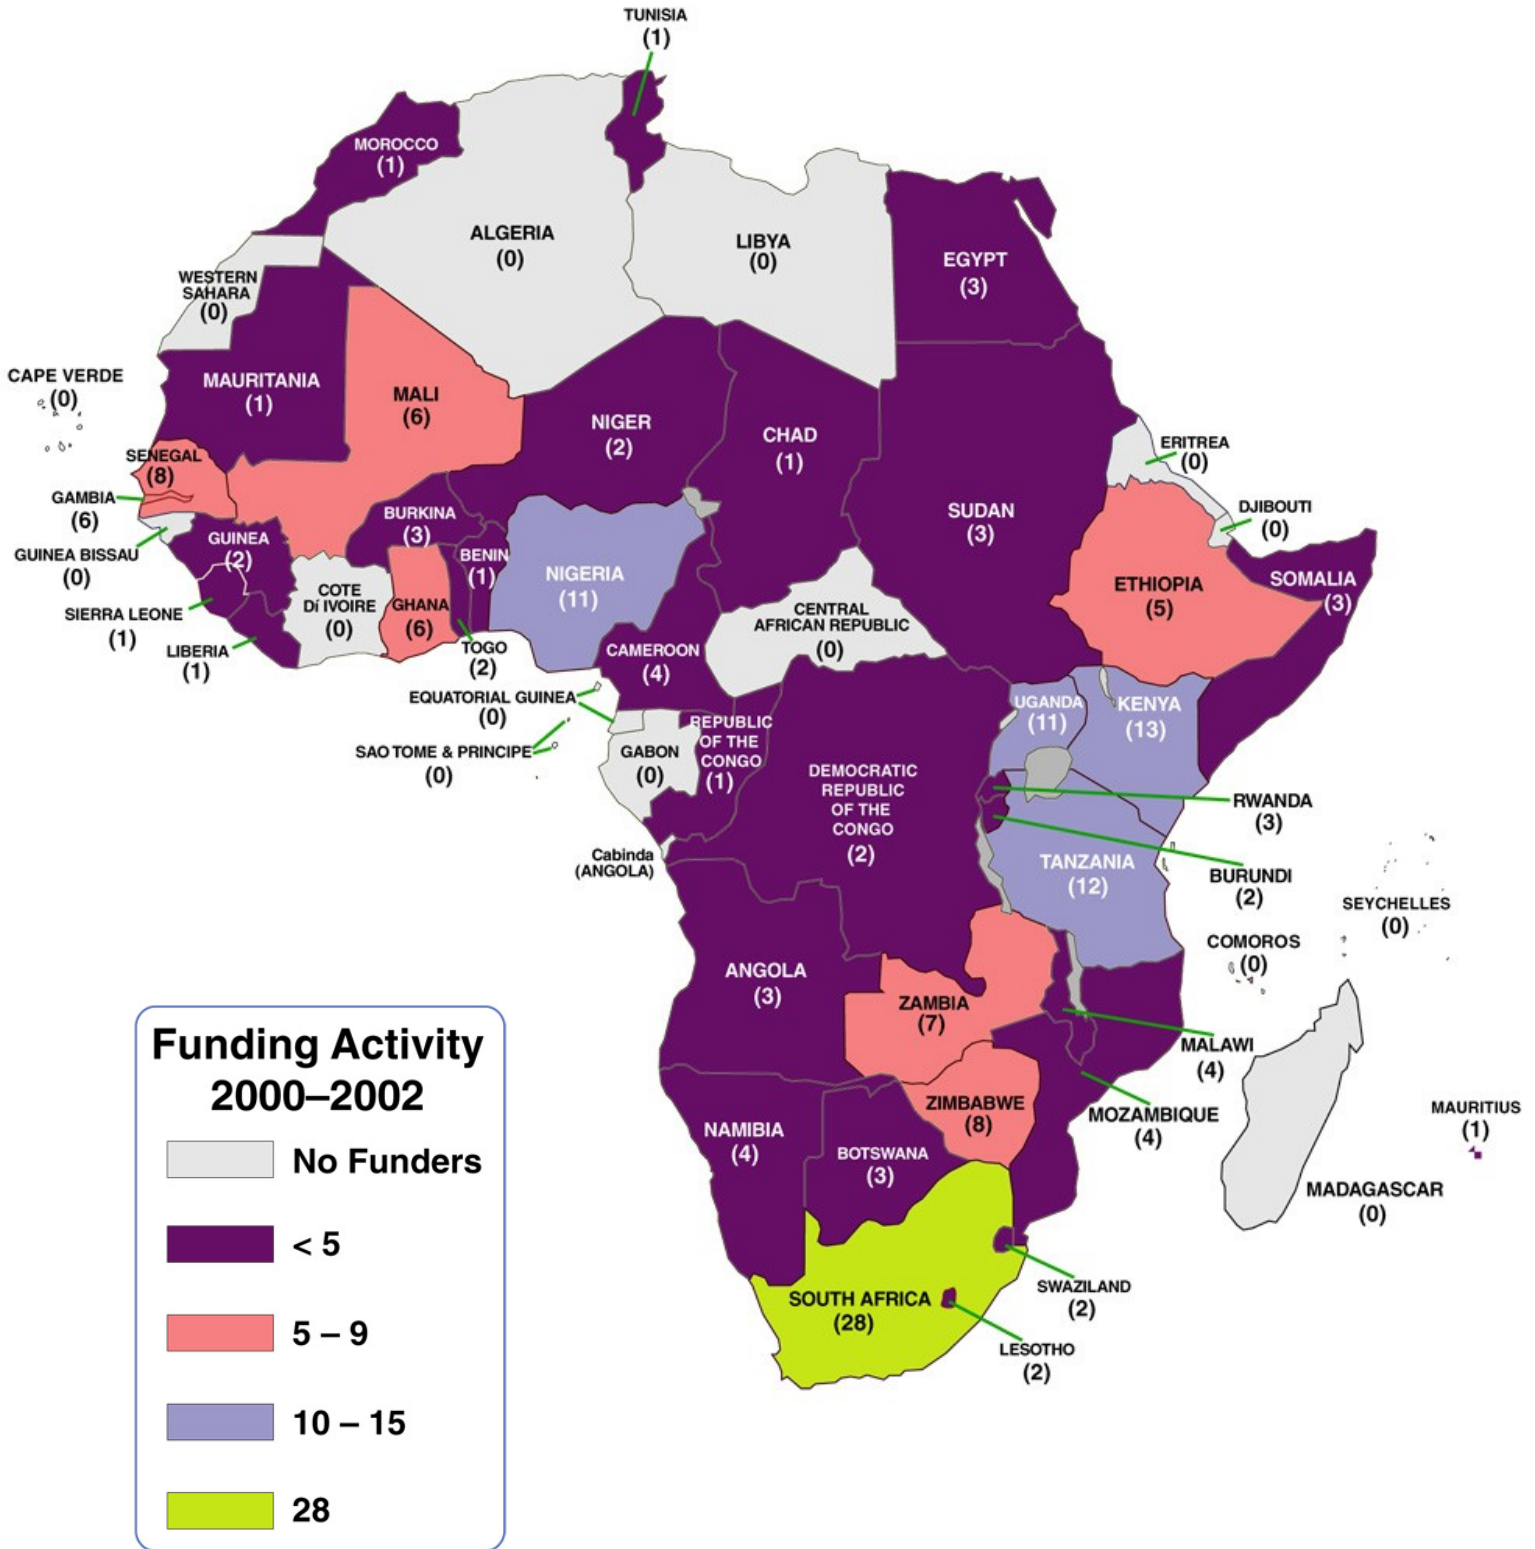 TUNISIA
(1)
MOROCCO
(1)
ALGERIA
(0)
LIBYA
(0)
EGYPT
(3)
WESTERN
SAHARA
(0)
CAPE VERDE
(0)
MAURITANIA
(1)
MALI
(6)
NIGER
(2)
CHAD
(1)
SUDAN
(3)
ERITREA
(0)
DJIBOUTI
(0)
SENEGAL
(8)
GAMBIA
(6)
GUINEA BISSAU
(0)
GUINEA
(2)
SIERRA LEONE
(1)
LIBERIA
(1)
COTE
Dí IVOIRE
(0)
BURKINA
(3)
GHANA
(6)
TOGO
(2)
BENIN
(1)
NIGERIA
(11)
CAMEROON
(4)
CENTRAL
AFRICAN REPUBLIC
(0)
ETHIOPIA
(5)
SOMALIA
(3)
EQUATORIAL GUINEA
(0)
SAO TOME & PRINCIPE
(0)
GABON
(0)
REPUBLIC
OF THE
CONGO
(1)
DEMOCRATIC
REPUBLIC
OF THE
CONGO
(2)
UGANDA
(11)
KENYA
(13)
RWANDA
(3)
BURUNDI
(2)
TANZANIA
(12)
Cabinda
(ANGOLA)
SEYCHELLES
(0)
COMOROS
(0)
ANGOLA
(3)
ZAMBIA
(7)
MALAWI
(4)
MOZAMBIQUE
(4)
ZIMBABWE
(8)
NAMIBIA
(4)
BOTSWANA
(3)
MAURITIUS
(1)
MADAGASCAR
(0)
SOUTH AFRICA
(28)
SWAZILAND
(2)
LESOTHO
(2)
Funding Activity
2000–2002
No Funders
< 5
5 – 9
10 – 15
28